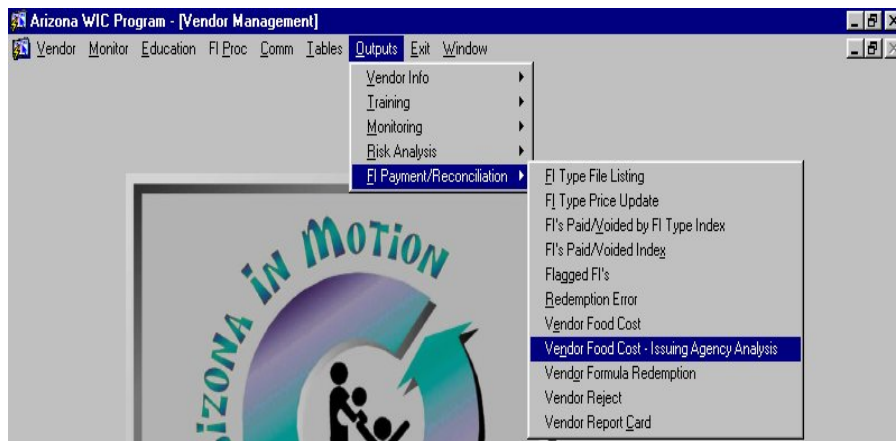 Arizona WIC Program - [Vendor Management]
Vendor Monitor Education FI Proc Comm Tables Outputs Exit Window
Vendor Info
Training
Monitoring
Risk Analysis
FI Payment/Reconciliation
FI Type File Listing
FI Type Price Update
FI's Paid/Voided by FI Type Index
FI's Paid/Voided Index
Flagged FI's
Redemption Error
Vendor Food Cost
Vendor Food Cost - Issuing Agency Analysis
Vendor Formula Redemption
Vendor Reject
Vendor Report Card
IZONA IN MOTION